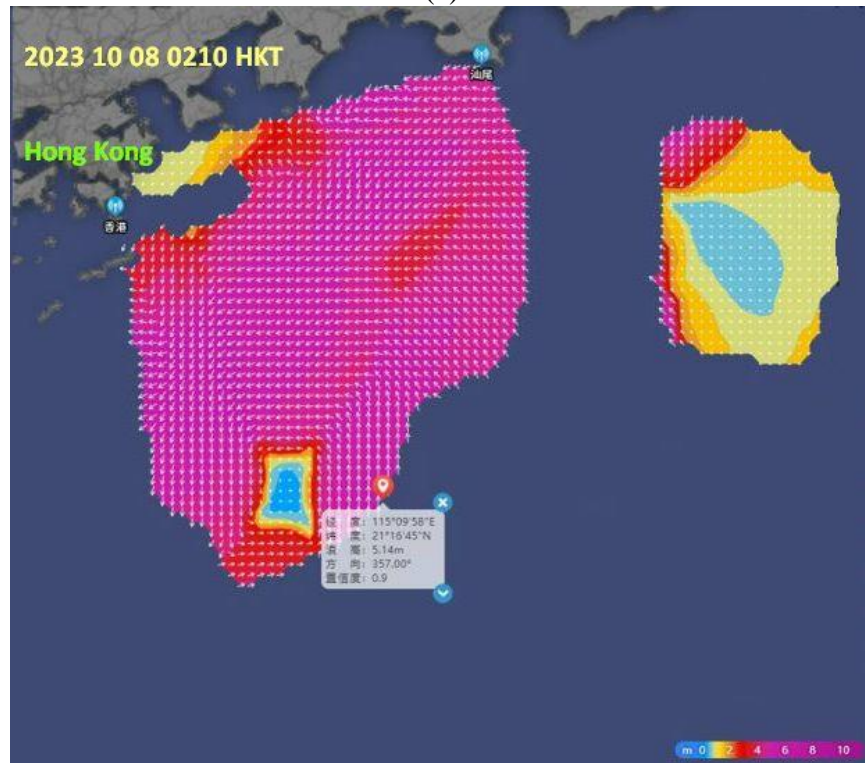 2023 10 08 0210 HKT
汕尾
Hong Kong
香港
经 度：115°09'58"E
纬 度：21°16'45"N
浪 高：5.14m
方 向：357.00°
置信度：0.9
m 0 2 4 6 8 10